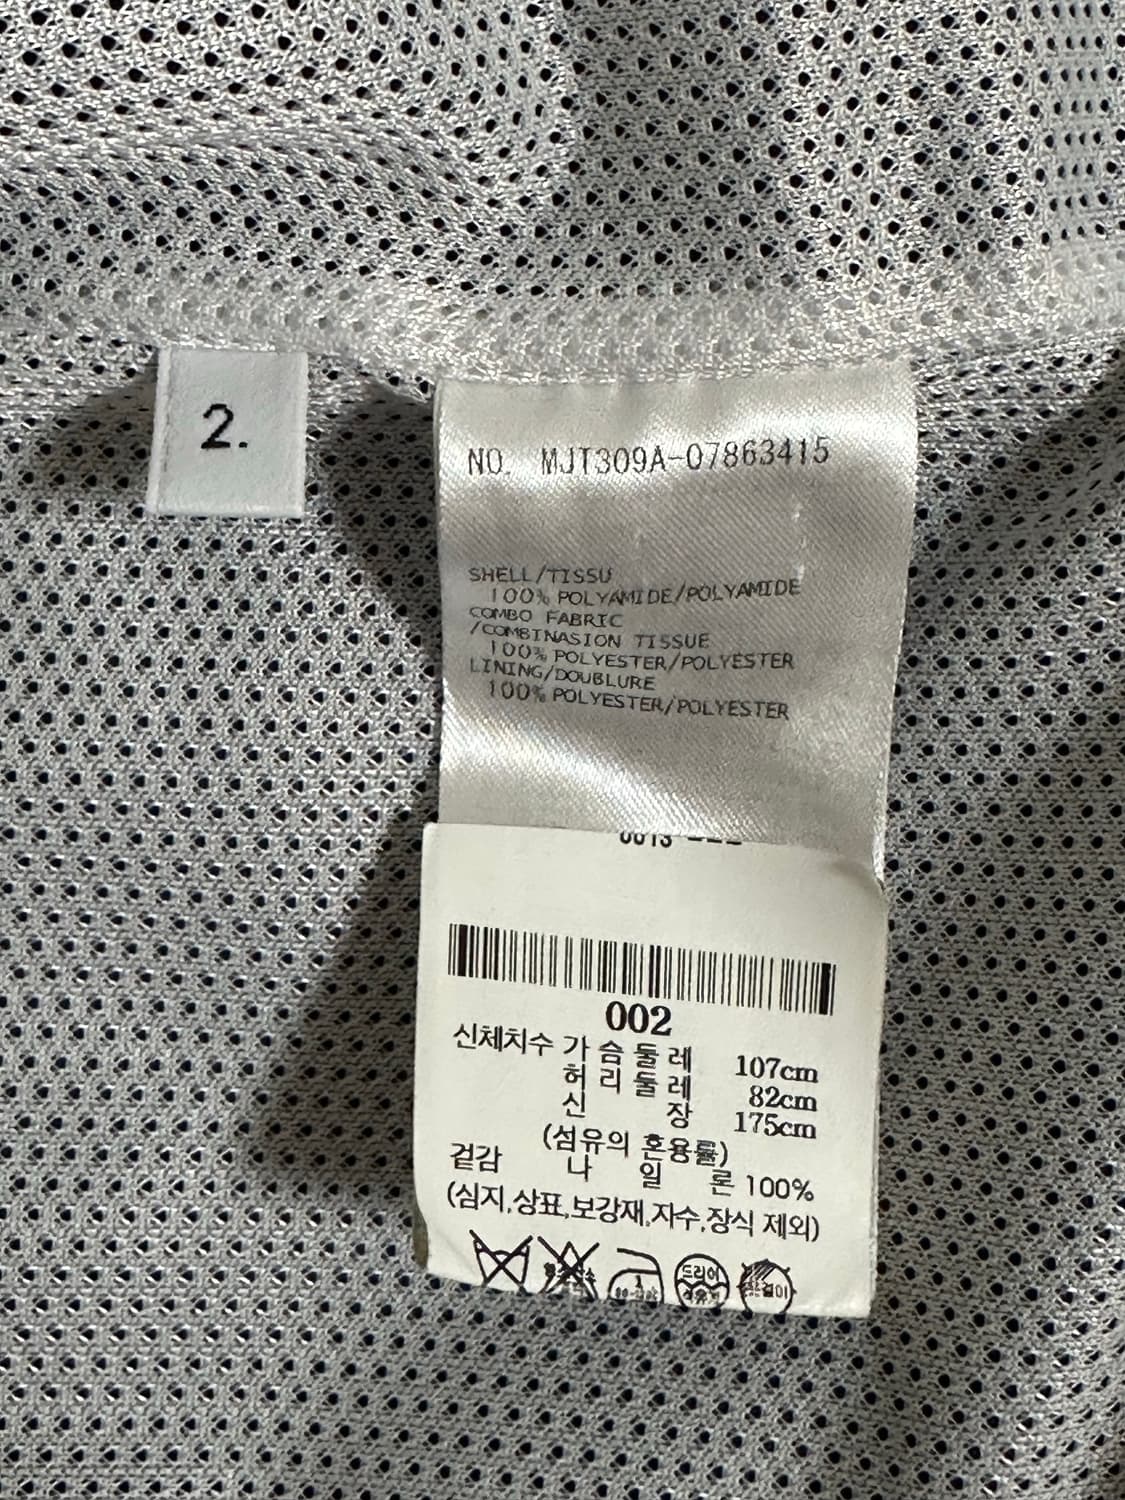 2.
NO. MJT309A-07863415
SHELL/TISSU
100% POLYAMIDE/POLYAMIDE
COMBO FABRIC
/COMBINASION TISSUE
100% POLYESTER/POLYESTER
LINING/DOUBLURE
100% POLYESTER/POLYESTER
002
신체치수 가슴둘레 107cm
허리둘레 82cm
신 장 175cm
(섬유의 혼용률)
겉감 나 일 론 100%
(심지,상표,보강재,자수,장식 제외)
드리이